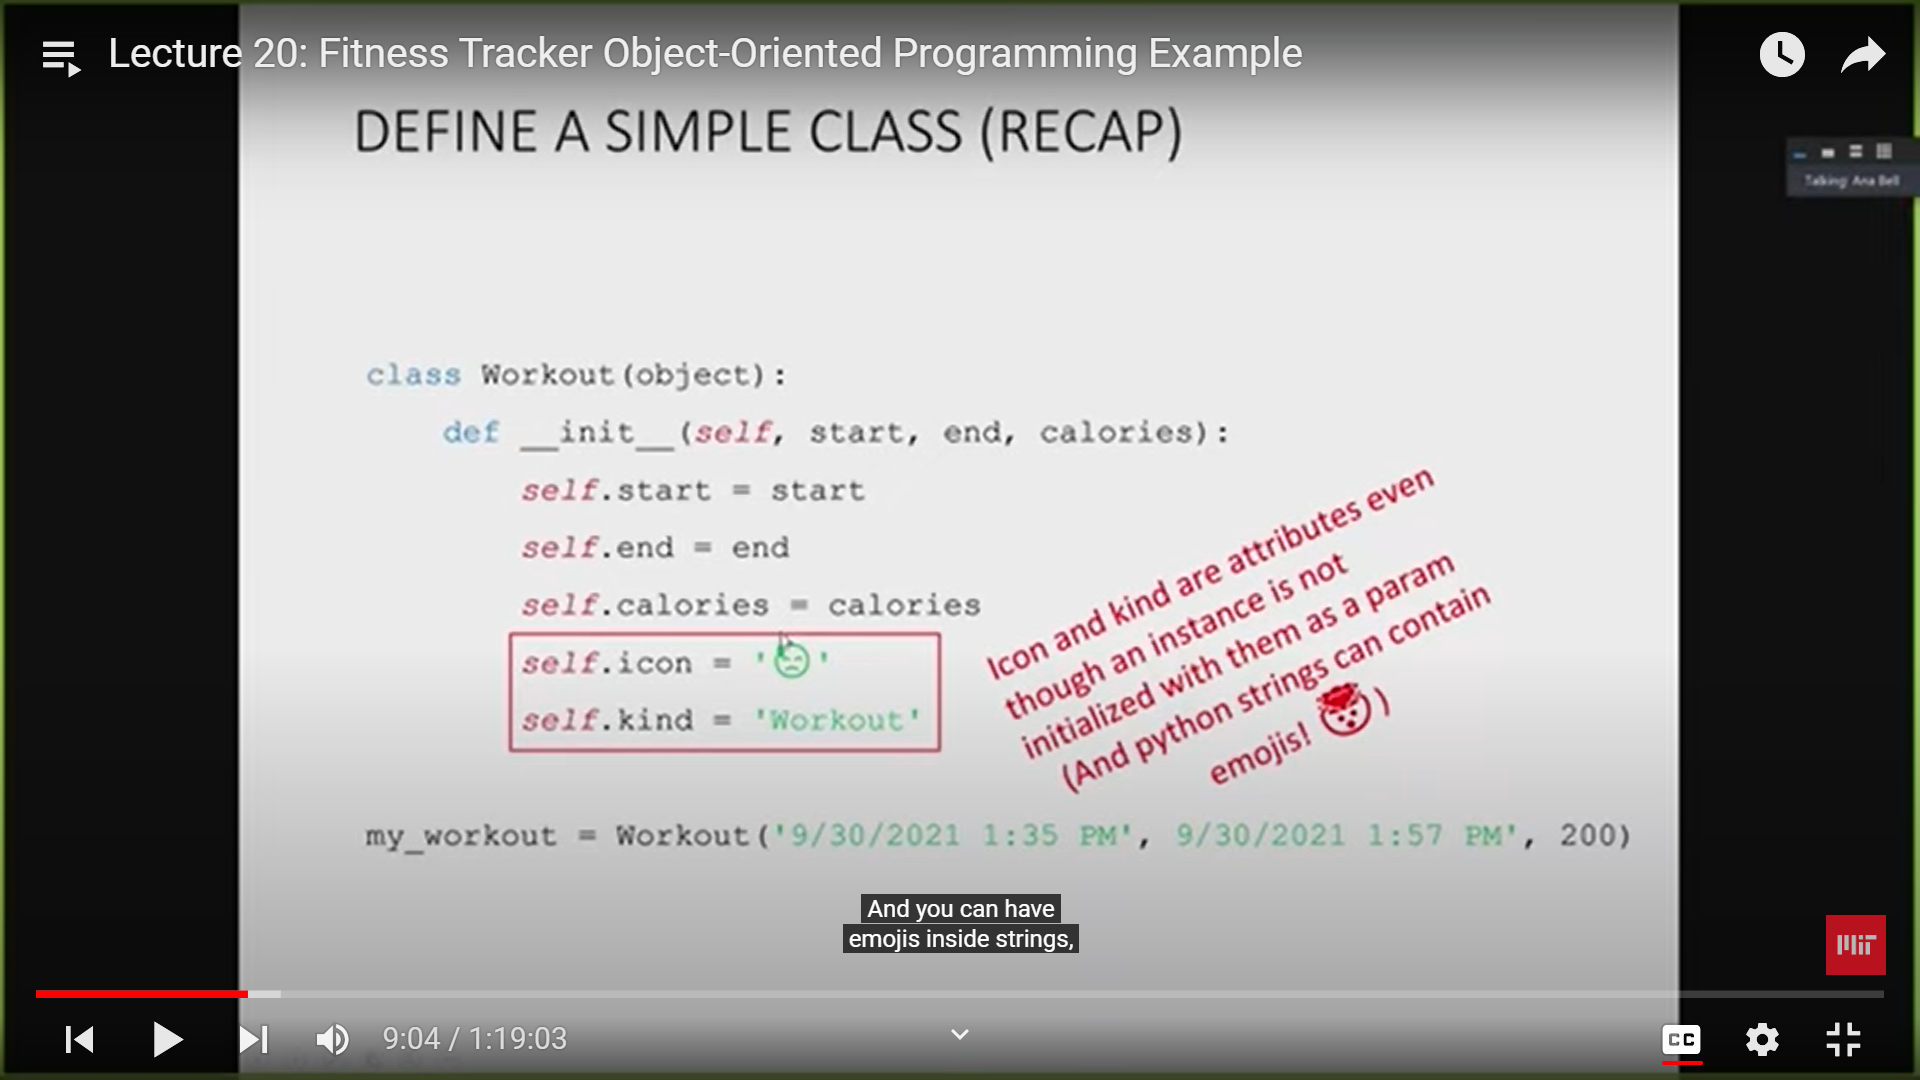 Lecture 20: Fitness Tracker Object-Oriented Programming Example
DEFINE A SIMPLE CLASS (RECAP)
Talking: Ana Bell
class Workout(object):
def __init__(self, start, end, calories):
self.start = start
self.end = end
self.calories = calories
self.icon = '😓'
self.kind = 'Workout'
Icon and kind are attributes even
though an instance is not
initialized with them as a param
(And python strings can contain
emojis! 🤯)
my_workout = Workout('9/30/2021 1:35 PM', 9/30/2021 1:57 PM', 200)
And you can have
emojis inside strings,
MIT
9:04 / 1:19:03
CC